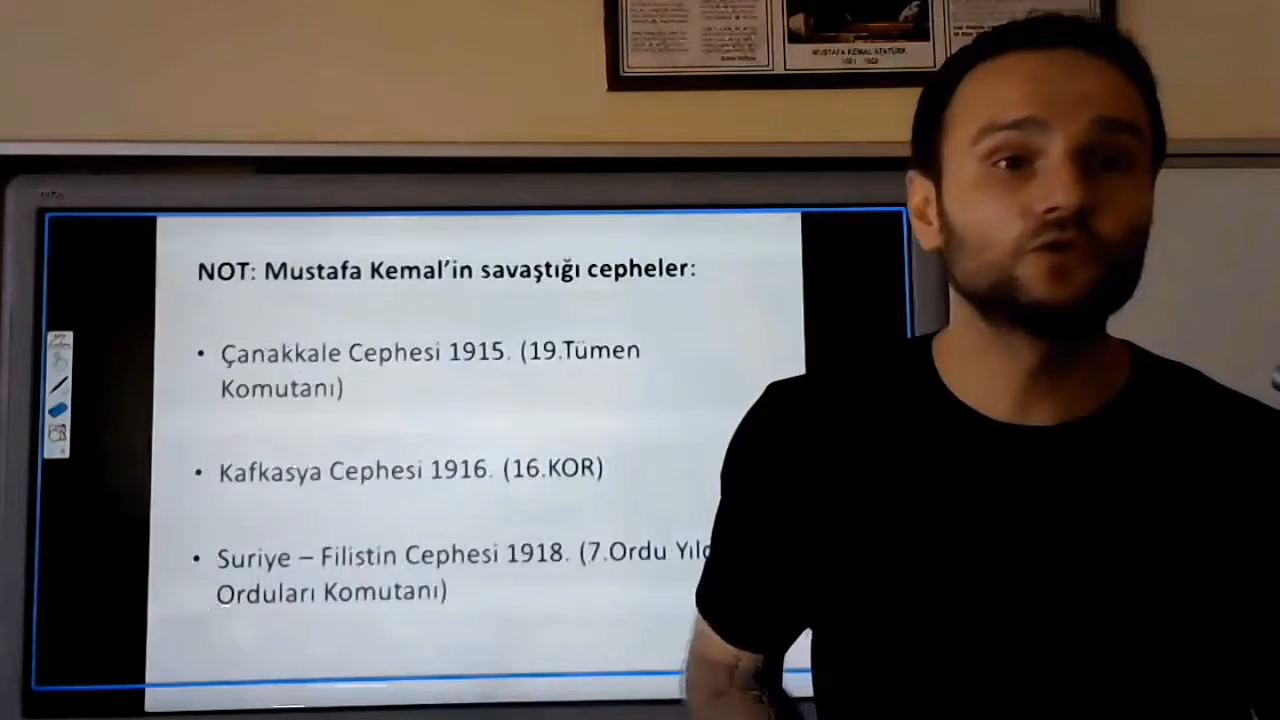 MUSTAFA KEMAL ATATÜRK
NOT: Mustafa Kemal’in savaştığı cepheler:
• Çanakkale Cephesi 1915. (19.Tümen
Komutanı)
• Kafkasya Cephesi 1916. (16.KOR)
• Suriye – Filistin Cephesi 1918. (7.Ordu
Orduları Komutanı)